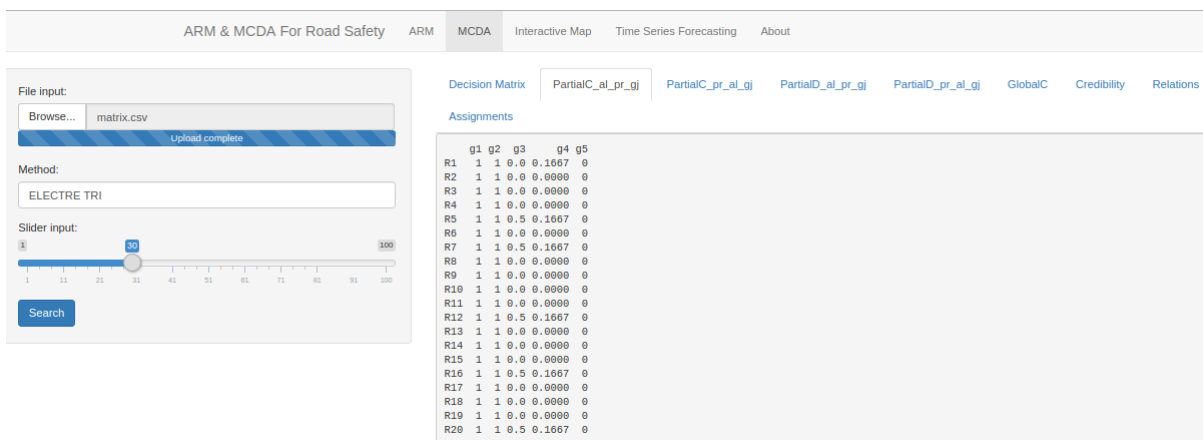 ARM & MCDA For Road Safety ARM MCDA Interactive Map Time Series Forecasting About
File input:
Browse... matrix.csv
Upload complete
Method:
ELECTRE TRI
Slider input:
1 30 100
1 11 21 31 41 51 61 71 81 91 100
Search
Decision Matrix PartialC_al_pr_gj PartialC_pr_al_gj PartialD_al_pr_gj PartialD_pr_al_gj GlobalC Credibility Relations
Assignments
g1 g2 g3 g4 g5
R1 1 1 0.0 0.1667 0
R2 1 1 0.0 0.0000 0
R3 1 1 0.0 0.0000 0
R4 1 1 0.0 0.0000 0
R5 1 1 0.5 0.1667 0
R6 1 1 0.0 0.0000 0
R7 1 1 0.5 0.1667 0
R8 1 1 0.0 0.0000 0
R9 1 1 0.0 0.0000 0
R10 1 1 0.0 0.0000 0
R11 1 1 0.0 0.0000 0
R12 1 1 0.5 0.1667 0
R13 1 1 0.0 0.0000 0
R14 1 1 0.0 0.0000 0
R15 1 1 0.0 0.0000 0
R16 1 1 0.5 0.1667 0
R17 1 1 0.0 0.0000 0
R18 1 1 0.0 0.0000 0
R19 1 1 0.0 0.0000 0
R20 1 1 0.5 0.1667 0